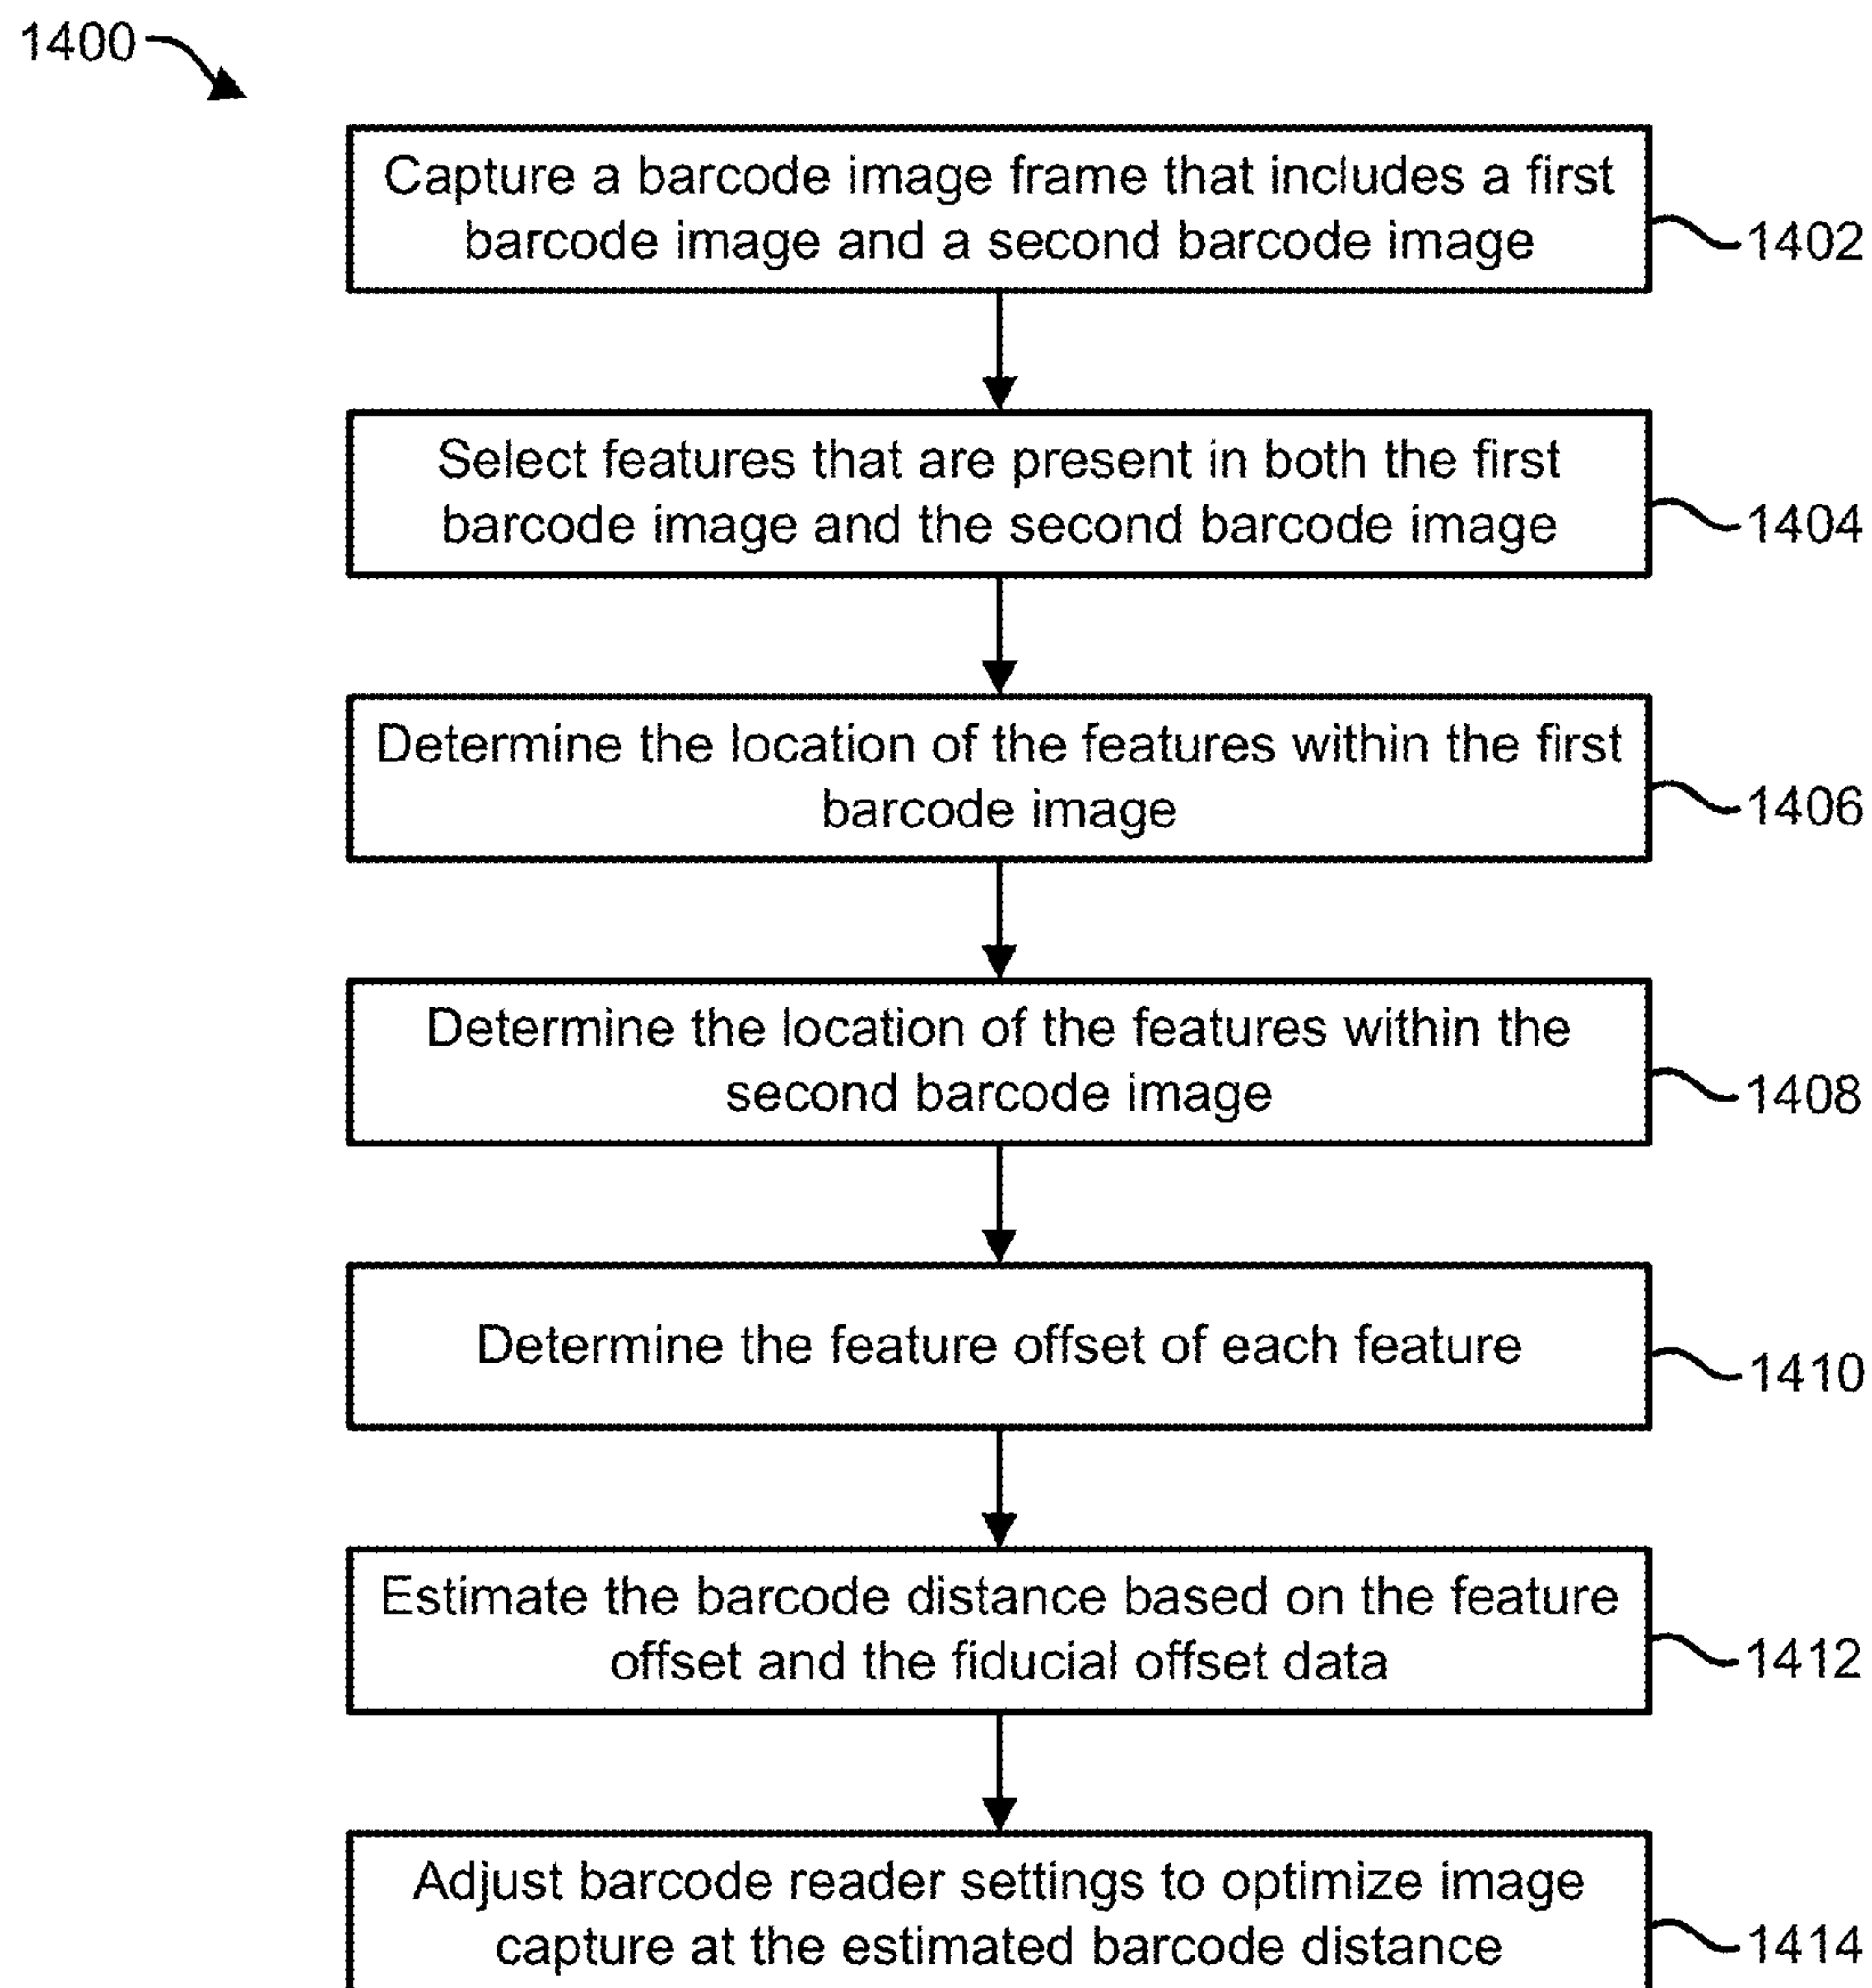 1400
Capture a barcode image frame that includes a first
barcode image and a second barcode image
1402
Select features that are present in both the first
barcode image and the second barcode image
1404
Determine the location of the features within the first
barcode image
1406
Determine the location of the features within the
second barcode image
1408
Determine the feature offset of each feature
1410
Estimate the barcode distance based on the feature
offset and the fiducial offset data
1412
Adjust barcode reader settings to optimize image
capture at the estimated barcode distance
1414